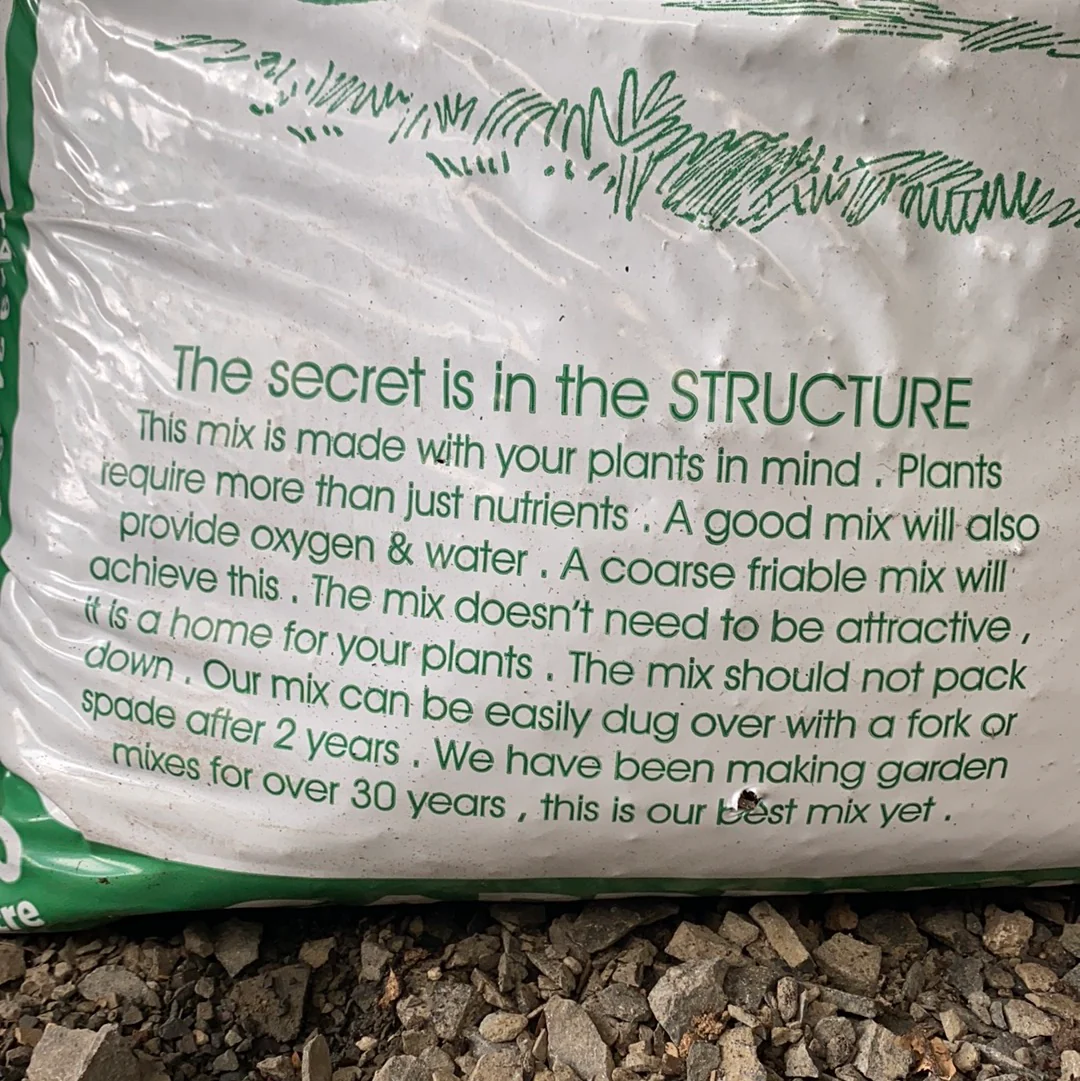 The secret is in the STRUCTURE
This mix is made with your plants in mind . Plants
require more than just nutrients . A good mix will also
provide oxygen & water . A coarse friable mix will
achieve this . The mix doesn't need to be attractive ,
it is a home for your plants . The mix should not pack
down . Our mix can be easily dug over with a fork or
spade after 2 years . We have been making garden
mixes for over 30 years , this is our best mix yet .